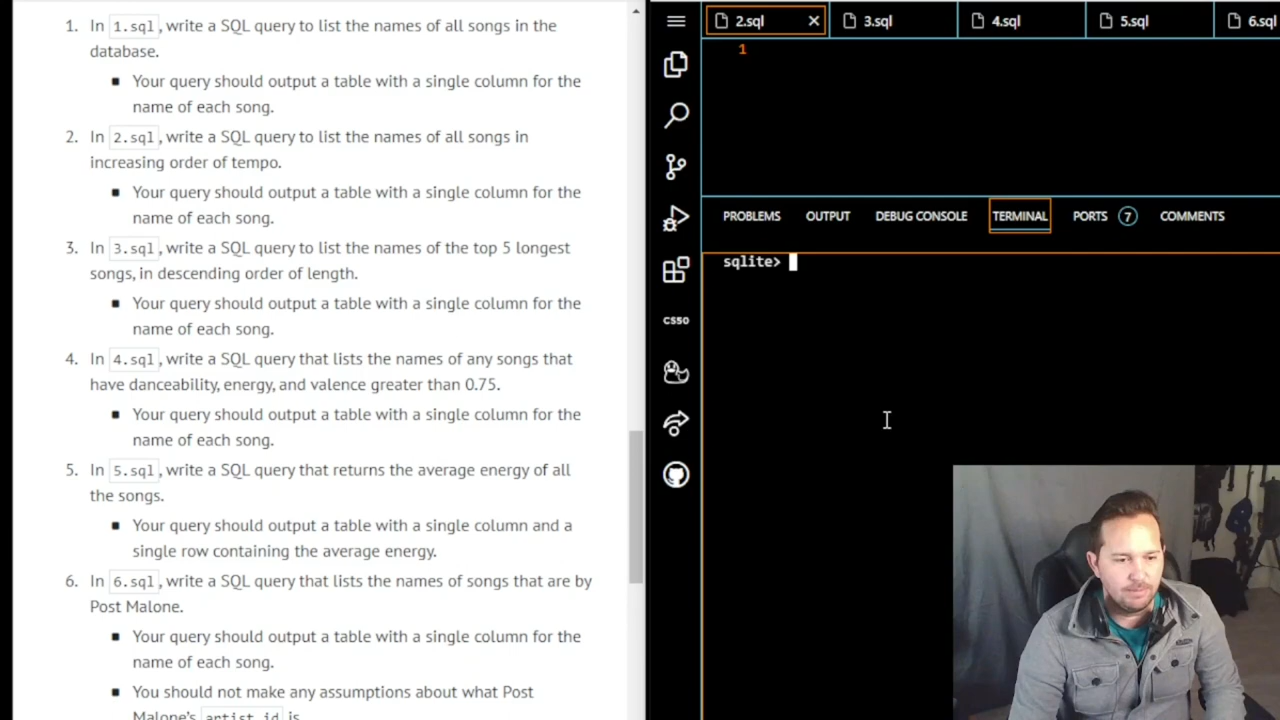 1. In 1.sql, write a SQL query to list the names of all songs in the
database.
▪ Your query should output a table with a single column for the
name of each song.
2. In 2.sql, write a SQL query to list the names of all songs in
increasing order of tempo.
▪ Your query should output a table with a single column for the
name of each song.
3. In 3.sql, write a SQL query to list the names of the top 5 longest
songs, in descending order of length.
▪ Your query should output a table with a single column for the
name of each song.
4. In 4.sql, write a SQL query that lists the names of any songs that
have danceability, energy, and valence greater than 0.75.
▪ Your query should output a table with a single column for the
name of each song.
5. In 5.sql, write a SQL query that returns the average energy of all
the songs.
▪ Your query should output a table with a single column and a
single row containing the average energy.
6. In 6.sql, write a SQL query that lists the names of songs that are by
Post Malone.
▪ Your query should output a table with a single column for the
name of each song.
▪ You should not make any assumptions about what Post
Malone's artist_id is.
2.sql 3.sql 4.sql 5.sql 6.sql
1
PROBLEMS OUTPUT DEBUG CONSOLE TERMINAL PORTS 7 COMMENTS
sqlite>
CS50